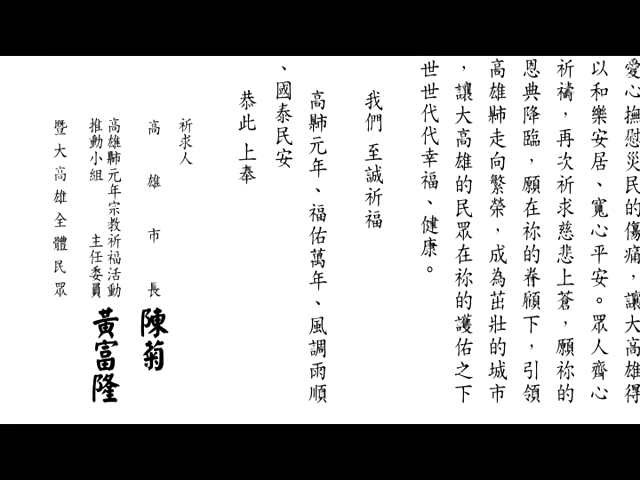 愛心撫慰災民的傷痛，讓大高雄得
以和樂安居、寬心平安。眾人齊心
祈禱，再次祈求慈悲上蒼，願祢的
恩典降臨，願在祢的眷顧下，引領
高雄巿走向繁榮，成為茁壯的城市
，讓大高雄的民眾在祢的護佑之下
世世代代幸福、健康。
我們 至誠祈福
高巿元年、福佑萬年、風調雨順
、國泰民安
恭此 上奉
祈求人
高雄市長 陳菊
高雄巿元年宗教祈福活動
推動小組 主任委員 黃富隆
暨大高雄全體民眾